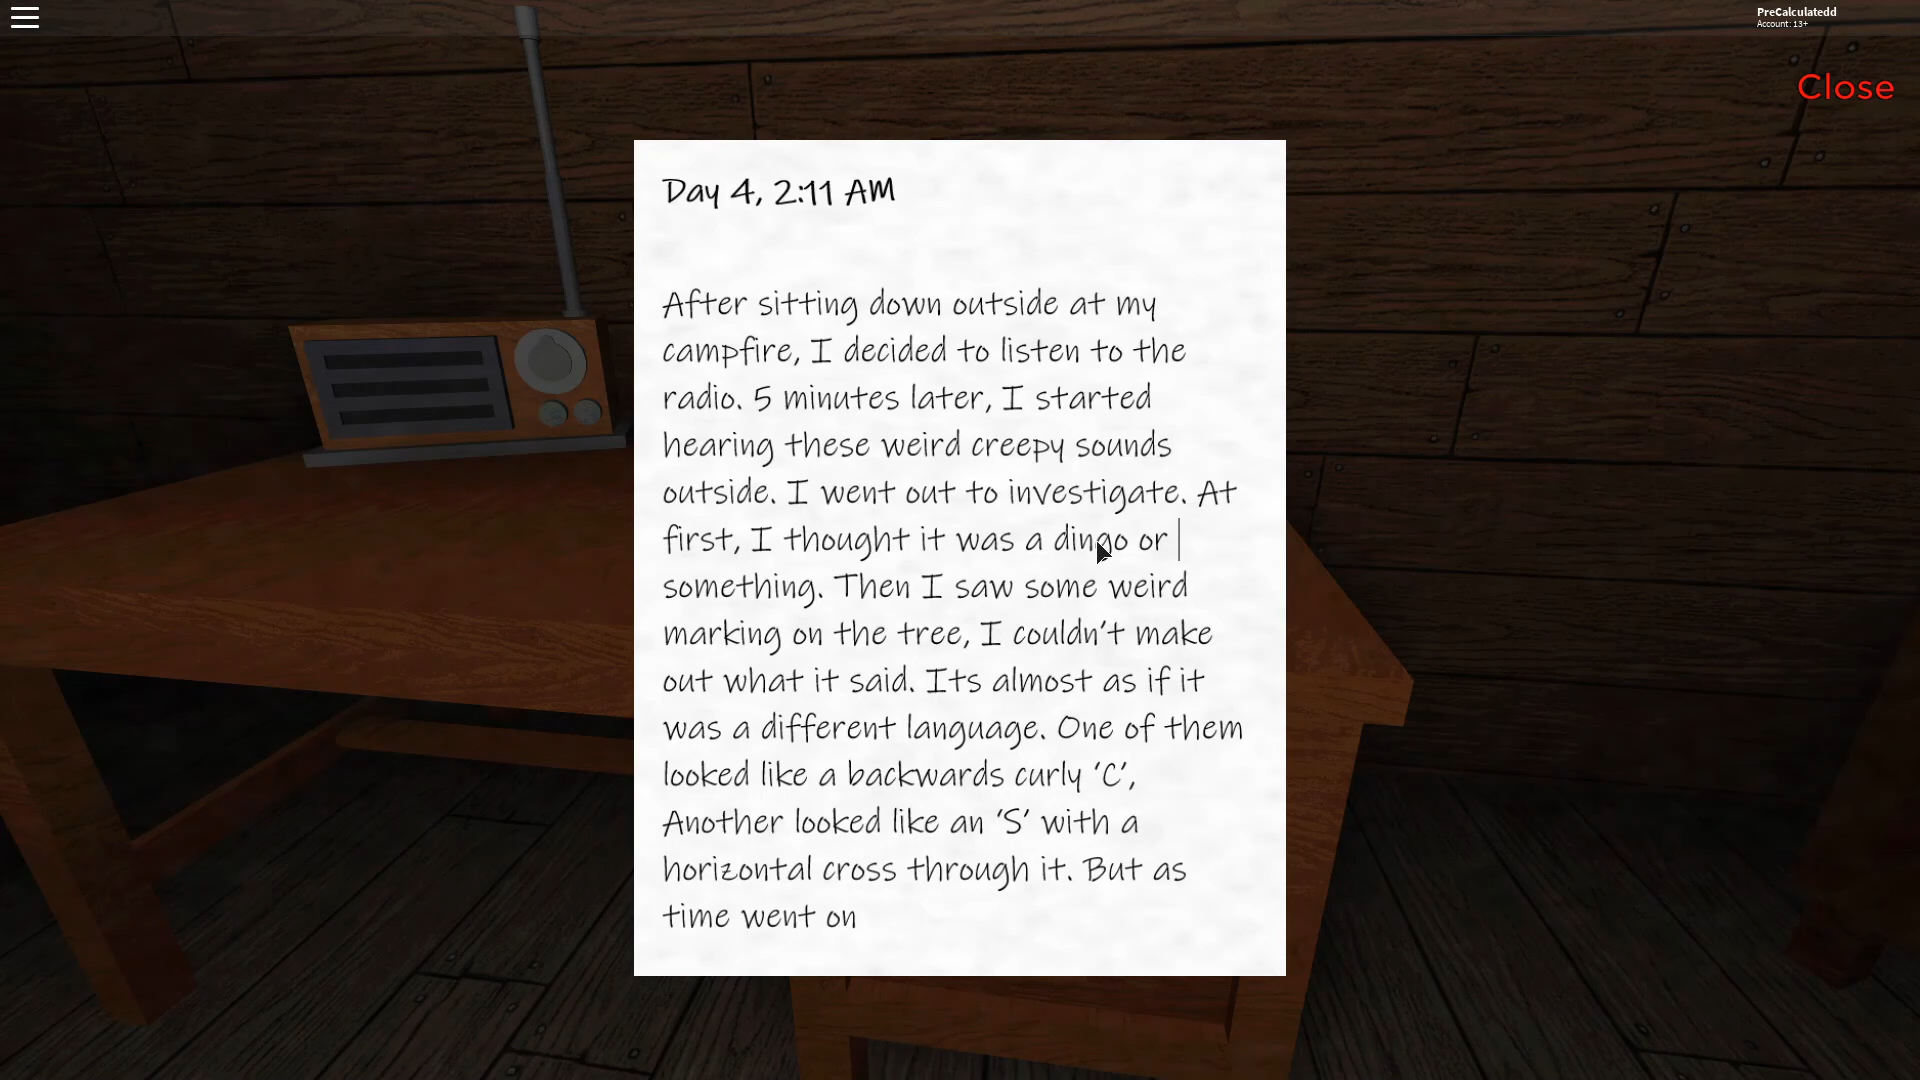 PreCalculatedd
Account: 13+
Close
Day 4, 2:11 AM
After sitting down outside at my
campfire, I decided to listen to the
radio. 5 minutes later, I started
hearing these weird creepy sounds
outside. I went out to investigate. At
first, I thought it was a dingo or
something. Then I saw some weird
marking on the tree, I couldn't make
out what it said. Its almost as if it
was a different language. One of them
looked like a backwards curly 'C',
Another looked like an 'S' with a
horizontal cross through it. But as
time went on